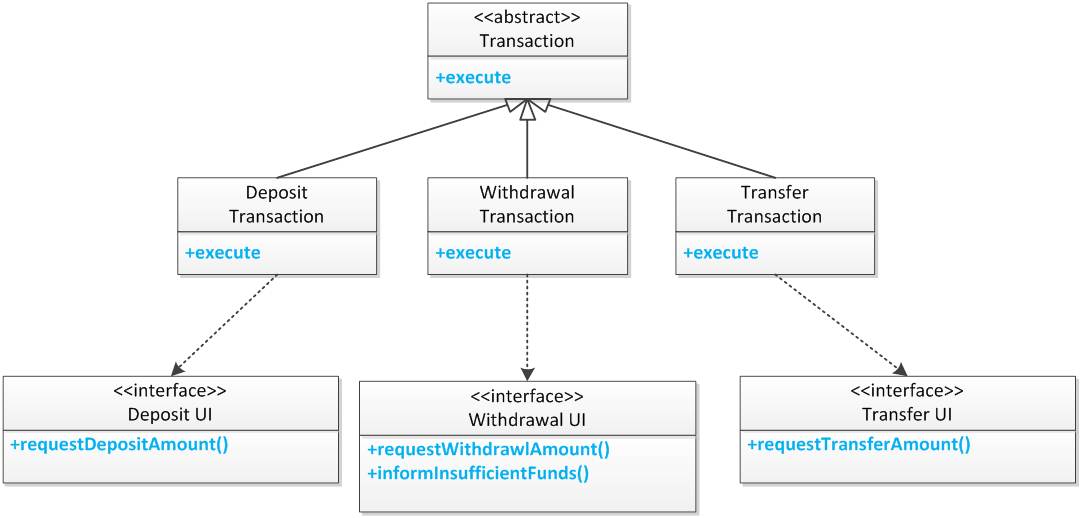 <<abstract>>
Transaction
+execute
Deposit
Transaction
+execute
Withdrawal
Transaction
+execute
Transfer
Transaction
+execute
<<interface>>
Deposit UI
+requestDepositAmount()
<<interface>>
Withdrawal UI
+requestWithdrawlAmount()
+informInsufficientFunds()
<<interface>>
Transfer UI
+requestTransferAmount()